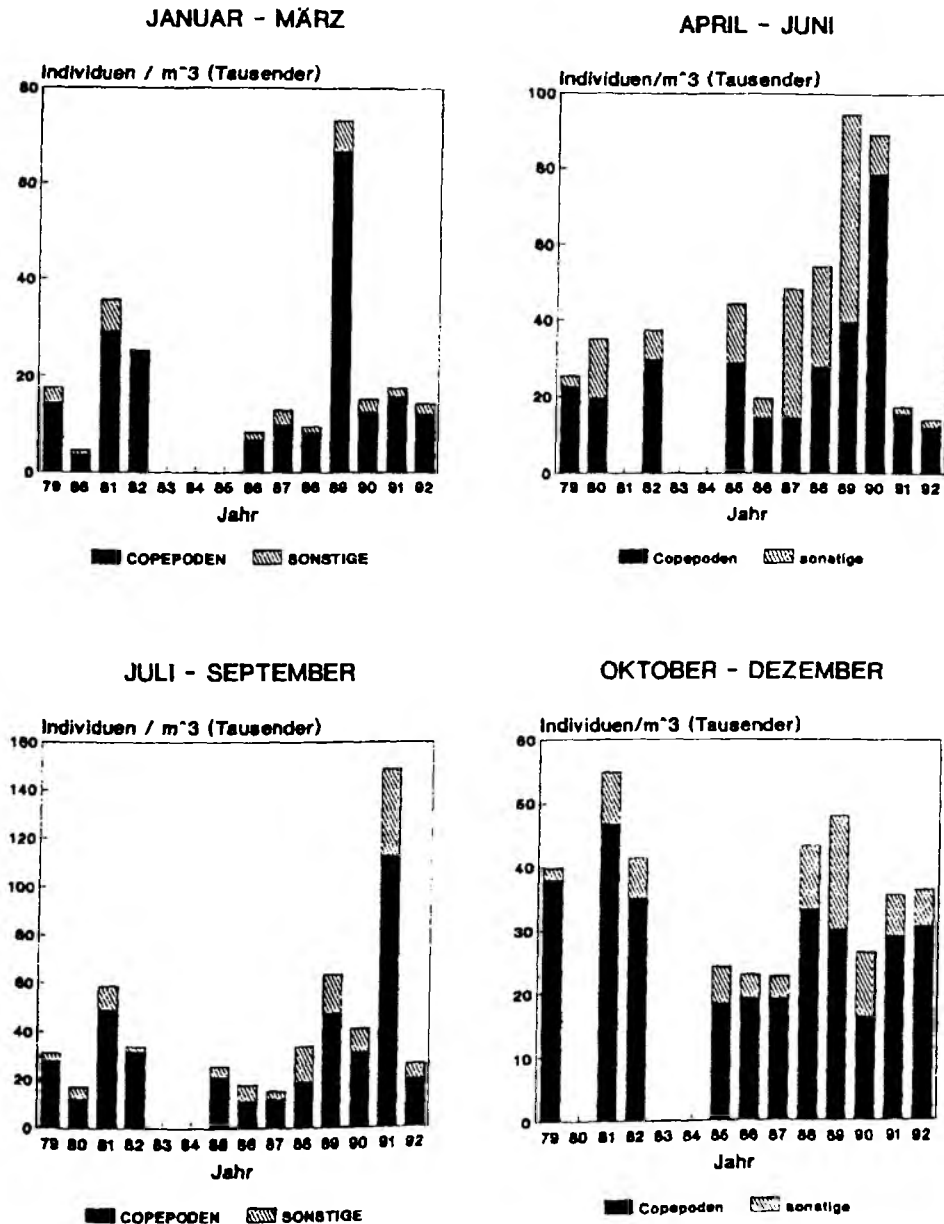 JANUAR - MÄRZ
Individuen / m^3 (Tausender)
80
60
40
20
0
79 80 81 82 83 84 85 86 87 88 89 90 91 92
Jahr
COPEPODEN SONSTIGE
APRIL - JUNI
Individuen/m^3 (Tausender)
100
80
60
40
20
0
79 80 81 82 83 84 85 86 87 88 89 90 91 92
Jahr
Copepoden sonstige
JULI - SEPTEMBER
Individuen / m^3 (Tausender)
160
140
120
100
80
60
40
20
0
79 80 81 82 83 84 85 86 87 88 89 90 91 92
Jahr
COPEPODEN SONSTIGE
OKTOBER - DEZEMBER
Individuen/m^3 (Tausender)
60
50
40
30
20
10
0
79 80 81 82 83 84 85 86 87 88 89 90 91 92
Jahr
Copepoden sonstige